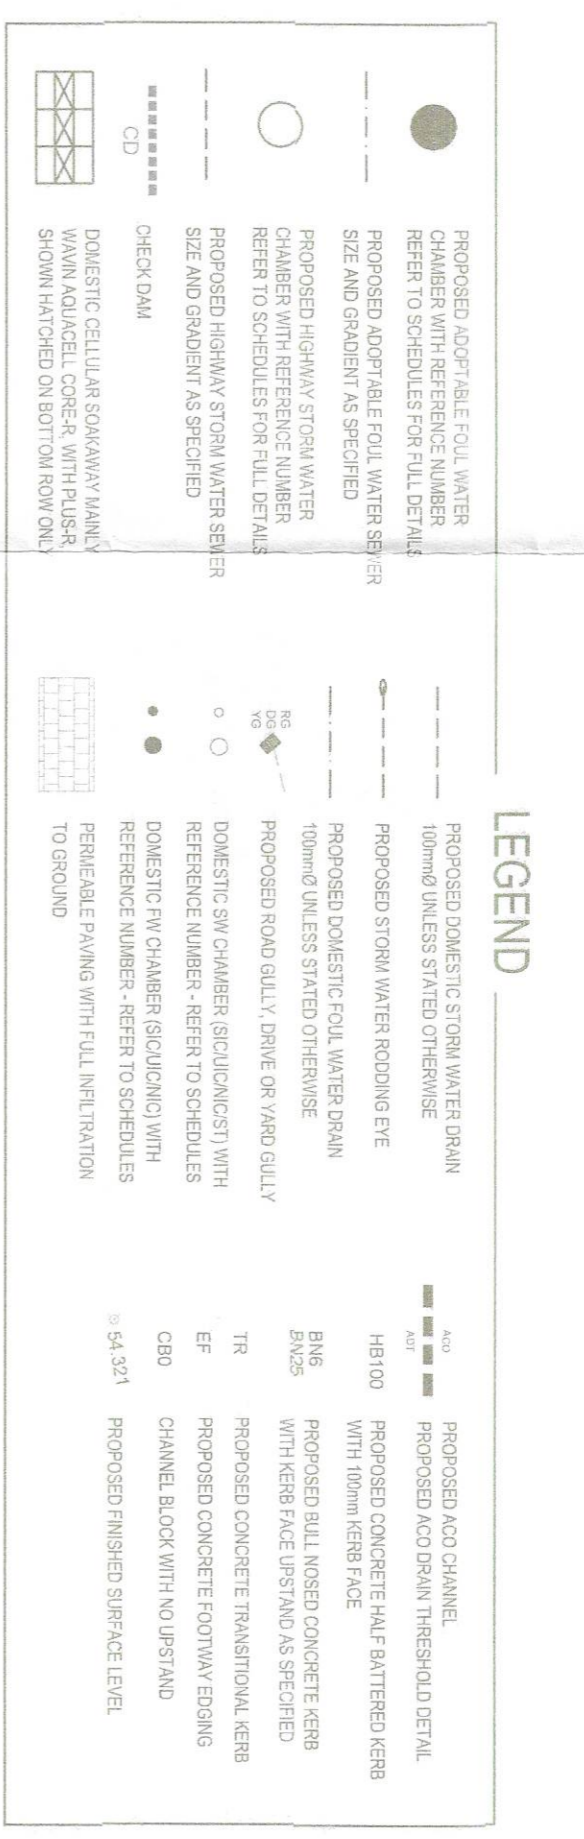 LEGEND
PROPOSED ADOPTABLE FOUL WATER
CHAMBER WITH REFERENCE NUMBER
REFER TO SCHEDULES FOR FULL DETAILS
PROPOSED ADOPTABLE FOUL WATER SEWER
SIZE AND GRADIENT AS SPECIFIED
PROPOSED HIGHWAY STORM WATER
CHAMBER WITH REFERENCE NUMBER
REFER TO SCHEDULES FOR FULL DETAILS
PROPOSED HIGHWAY STORM WATER SEWER
SIZE AND GRADIENT AS SPECIFIED
CD
CHECK DAM
DOMESTIC CELLULAR SOAKAWAY MAINLY
WAVIN AQUACELL CORE-R, WITH PLUS-R,
SHOWN HATCHED ON BOTTOM ROW ONLY
PROPOSED DOMESTIC STORM WATER DRAIN
100mmØ UNLESS STATED OTHERWISE
PROPOSED STORM WATER RODDING EYE
PROPOSED DOMESTIC FOUL WATER DRAIN
100mmØ UNLESS STATED OTHERWISE
RG
DG
YG
PROPOSED ROAD GULLY, DRIVE OR YARD GULLY
DOMESTIC SW CHAMBER (SIC/UIC/NIC/ST) WITH
REFERENCE NUMBER - REFER TO SCHEDULES
DOMESTIC FW CHAMBER (SIC/UIC/NIC) WITH
REFERENCE NUMBER - REFER TO SCHEDULES
PERMEABLE PAVING WITH FULL INFILTRATION
TO GROUND
ACO
PROPOSED ACO CHANNEL
ADT
PROPOSED ACO DRAIN THRESHOLD DETAIL
HB100
PROPOSED CONCRETE HALF BATTERED KERB
WITH 100mm KERB FACE
BN6
BN25
PROPOSED BULL NOSED CONCRETE KERB
WITH KERB FACE UPSTAND AS SPECIFIED
TR
PROPOSED CONCRETE TRANSITIONAL KERB
EF
PROPOSED CONCRETE FOOTWAY EDGING
CB0
CHANNEL BLOCK WITH NO UPSTAND
54.321
PROPOSED FINISHED SURFACE LEVEL